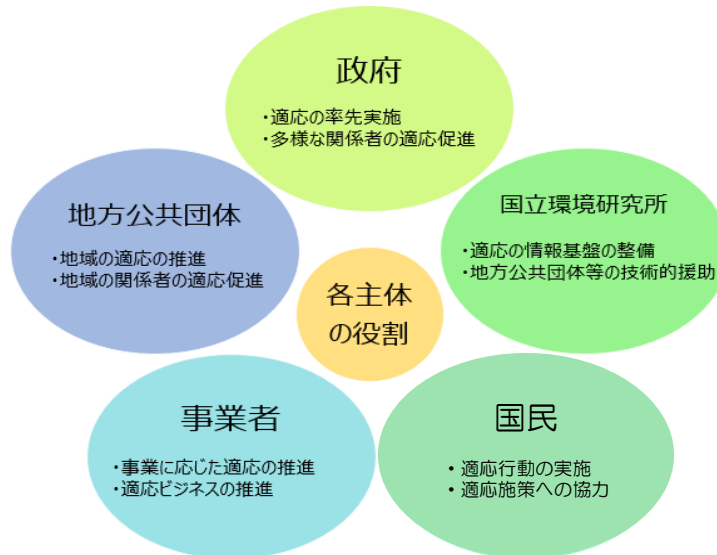 政府
・適応の率先実施
・多様な関係者の適応促進
地方公共団体
・地域の適応の推進
・地域の関係者の適応促進
国立環境研究所
・適応の情報基盤の整備
・地方公共団体等の技術的援助
各主体
の役割
事業者
・事業に応じた適応の推進
・適応ビジネスの推進
国民
・適応行動の実施
・適応施策への協力